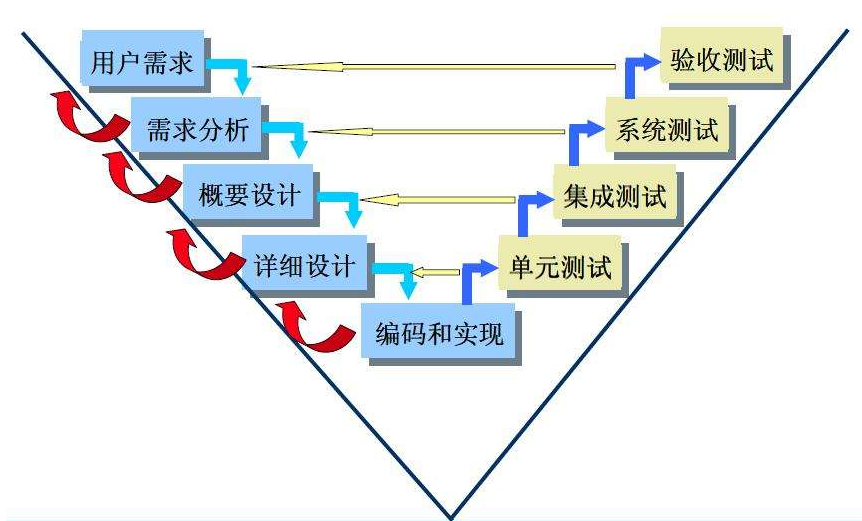 用户需求
验收测试
需求分析
系统测试
概要设计
集成测试
详细设计
单元测试
编码和实现